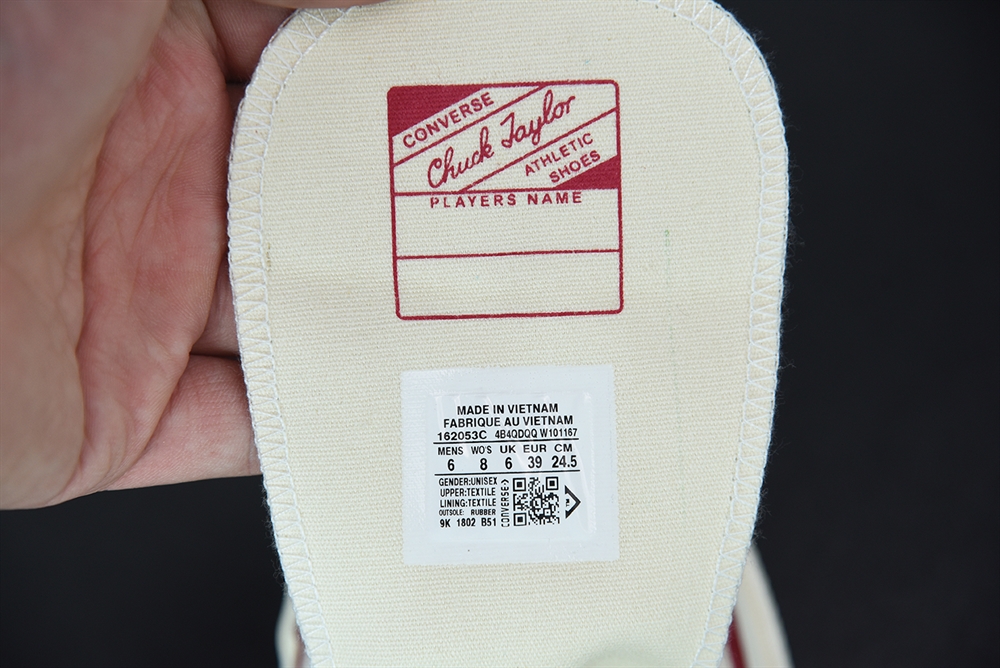 CONVERSE
Chuck Taylor
ATHLETIC
SHOES
PLAYERS NAME
MADE IN VIETNAM
FABRIQUE AU VIETNAM
162053C 4B4QDQQ W101167
MENS WO'S UK EUR CM
6 8 6 39 24.5
GENDER:UNISEX
UPPER:TEXTILE
LINING:TEXTILE
OUTSOLE: RUBBER
9K 1802 B51
CONVERSE